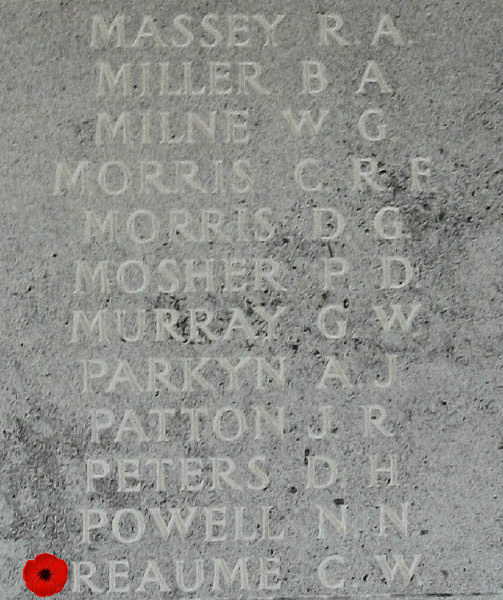 MASSEY R. A.
MILLER B A
MILNE W G
MORRIS C R F
MORRIS D. G
MOSHER P D
MURRAY G W
PARKYN A J
PATTON J R
PETERS D. H
POWELL N N
REAUME C W